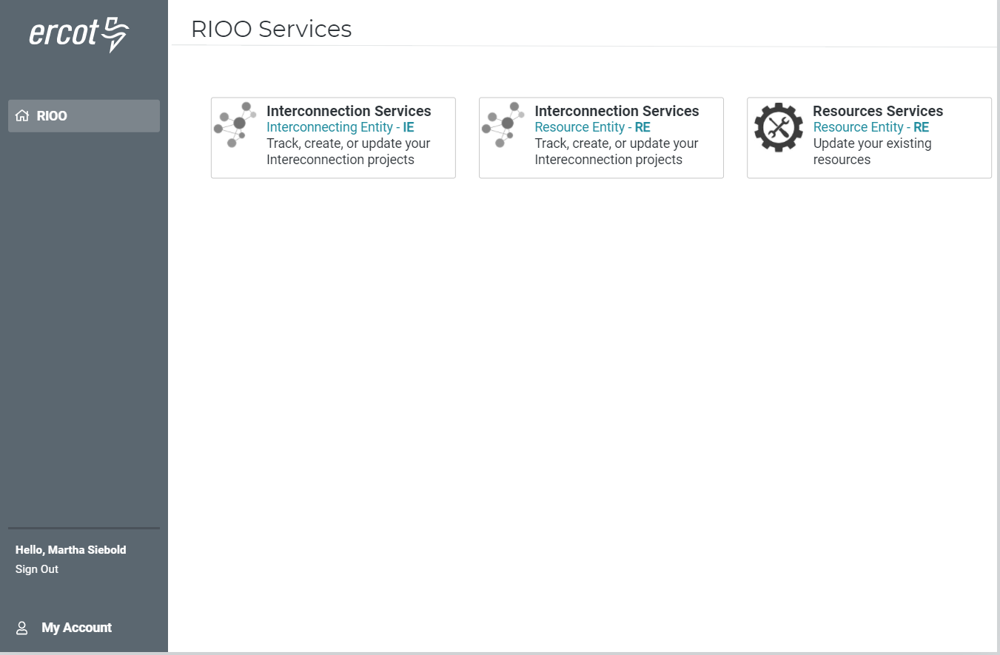 ercot
RIOO Services
RIOO
Interconnection Services
Interconnecting Entity - IE
Track, create, or update your
Intereconnection projects
Interconnection Services
Resource Entity - RE
Track, create, or update your
Intereconnection projects
Resources Services
Resource Entity - RE
Update your existing
resources
Hello, Martha Siebold
Sign Out
My Account